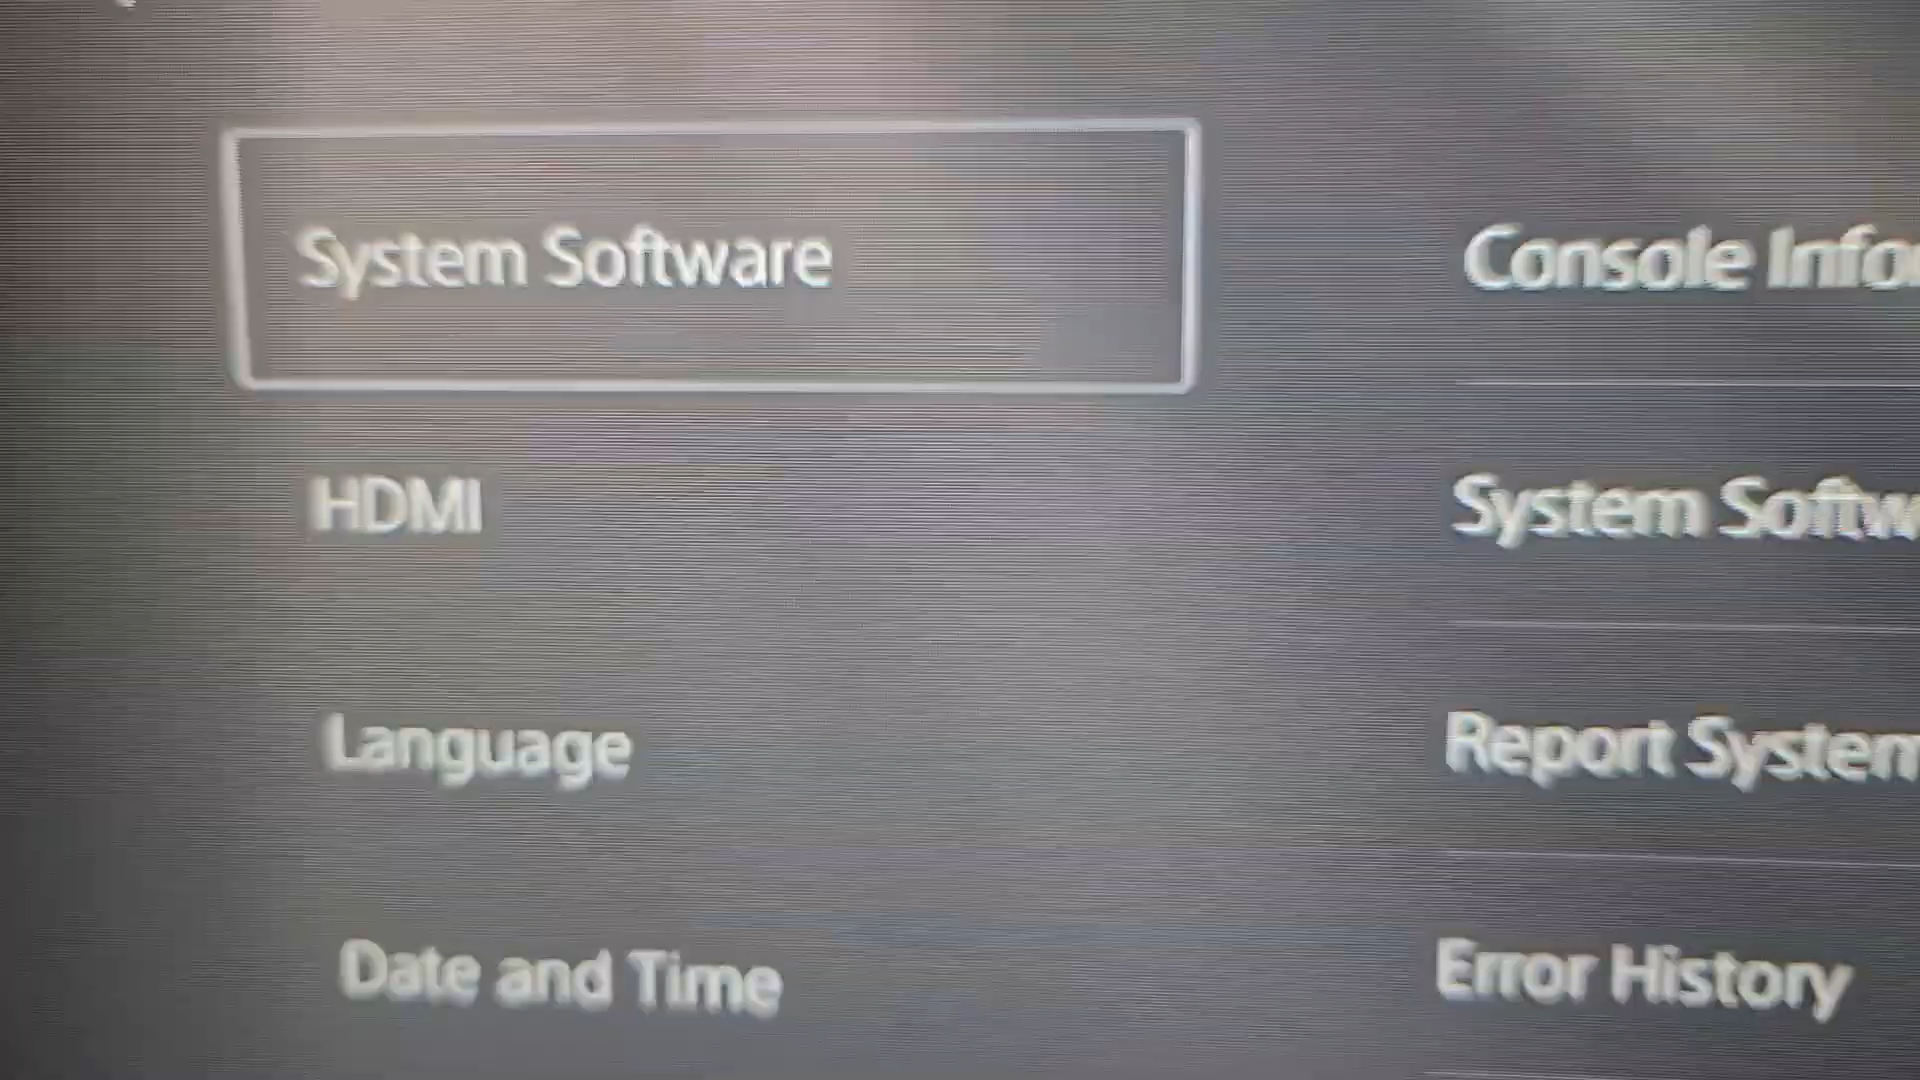 System Software
HDMI
Language
Date and Time
Console
System
Report System
Error History